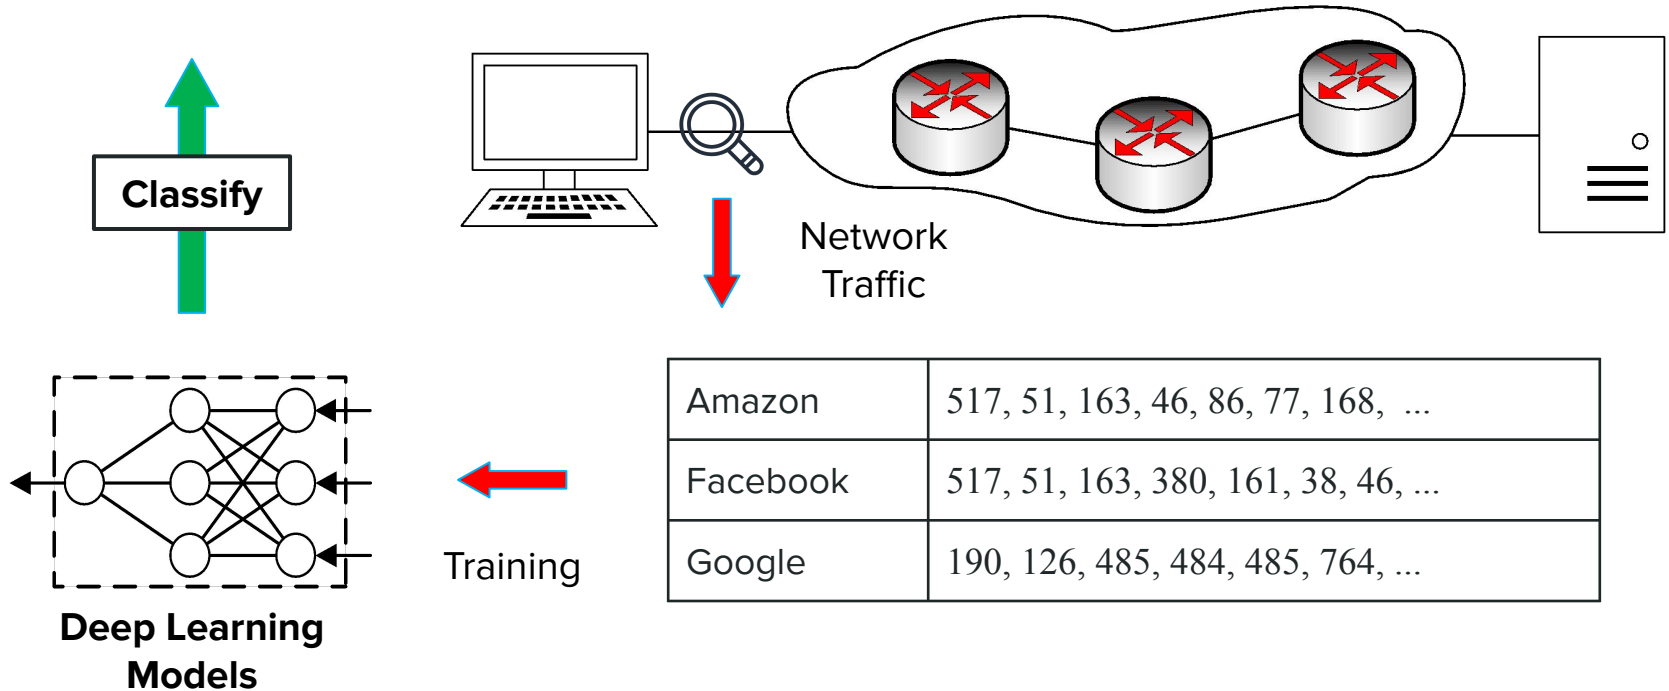 Classify
Network
Traffic
Amazon 517, 51, 163, 46, 86, 77, 168, ...
Facebook 517, 51, 163, 380, 161, 38, 46, ...
Google 190, 126, 485, 484, 485, 764, ...
Training
Deep Learning
Models